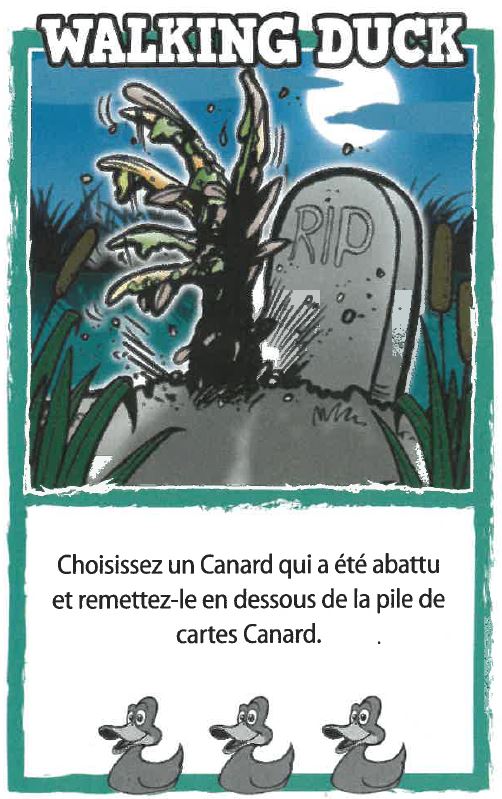 WALKING DUCK
RIP
Choisissez un Canard qui a été abattu
et remettez-le en dessous de la pile de
cartes Canard.